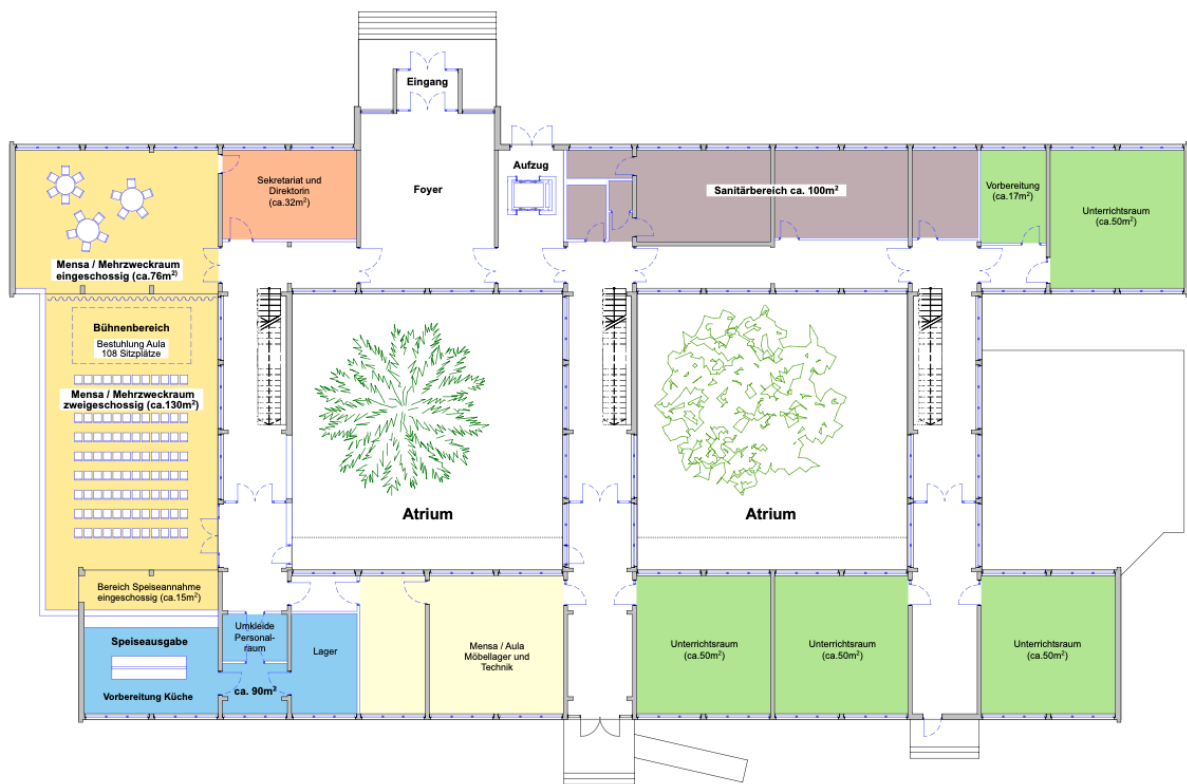 Eingang
Aufzug
Sekretariat und
Direktorin
(ca.32m²)
Foyer
Sanitärbereich ca. 100m²
Vorbereitung
(ca.17m²)
Unterrichtsraum
(ca.50m²)
Mensa / Mehrzweckraum
eingeschossig (ca.76m²)
Bühnenbereich
Bestuhlung Aula
108 Sitzplätze
Mensa / Mehrzweckraum
zweigeschossig (ca.130m²)
Atrium
Atrium
Bereich Speiseannahme
eingeschossig (ca.15m²)
Speiseausgabe
Vorbereitung Küche
Umkleide
Personal-
raum
ca. 90m²
Lager
Mensa / Aula
Möbellager und
Technik
Unterrichtsraum
(ca.50m²)
Unterrichtsraum
(ca.50m²)
Unterrichtsraum
(ca.50m²)